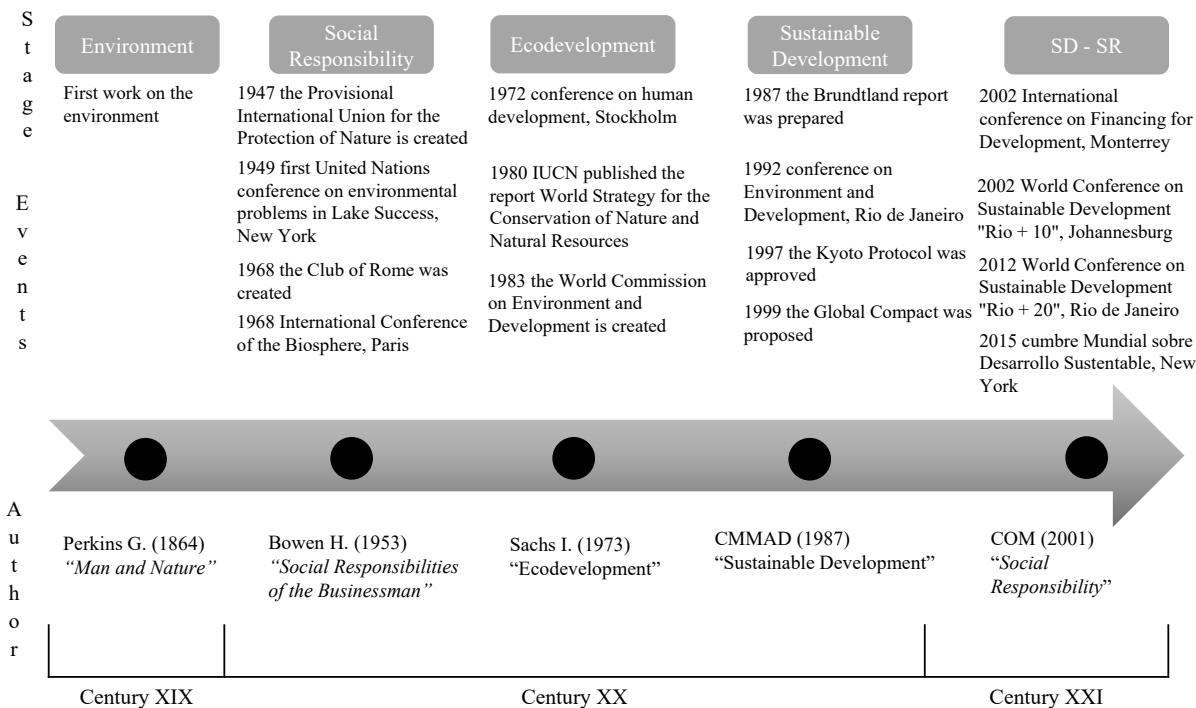 Stage
Environment
Social
Responsibility
Ecodevelopment
Sustainable
Development
SD - SR
Events
First work on the
environment
1947 the Provisional
International Union for the
Protection of Nature is created
1949 first United Nations
conference on environmental
problems in Lake Success,
New York
1968 the Club of Rome was
created
1968 International Conference
of the Biosphere, Paris
1972 conference on human
development, Stockholm
1980 IUCN published the
report World Strategy for the
Conservation of Nature and
Natural Resources
1983 the World Commission
on Environment and
Development is created
1987 the Brundtland report
was prepared
1992 conference on
Environment and
Development, Rio de Janeiro
1997 the Kyoto Protocol was
approved
1999 the Global Compact was
proposed
2002 International
conference on Financing for
Development, Monterrey
2002 World Conference on
Sustainable Development
"Rio + 10", Johannesburg
2012 World Conference on
Sustainable Development
"Rio + 20", Rio de Janeiro
2015 cumbre Mundial sobre
Desarrollo Sustentable, New
York
Author
Perkins G. (1864)
“Man and Nature”
Bowen H. (1953)
“Social Responsibilities
of the Businessman”
Sachs I. (1973)
“Ecodevelopment”
CMMAD (1987)
“Sustainable Development”
COM (2001)
“Social
Responsibility”
Century XIX
Century XX
Century XXI